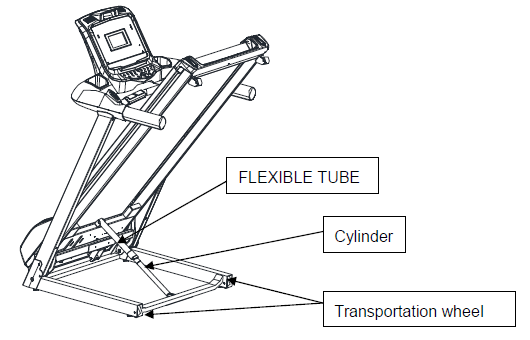 FLEXIBLE TUBE
Cylinder
Transportation wheel